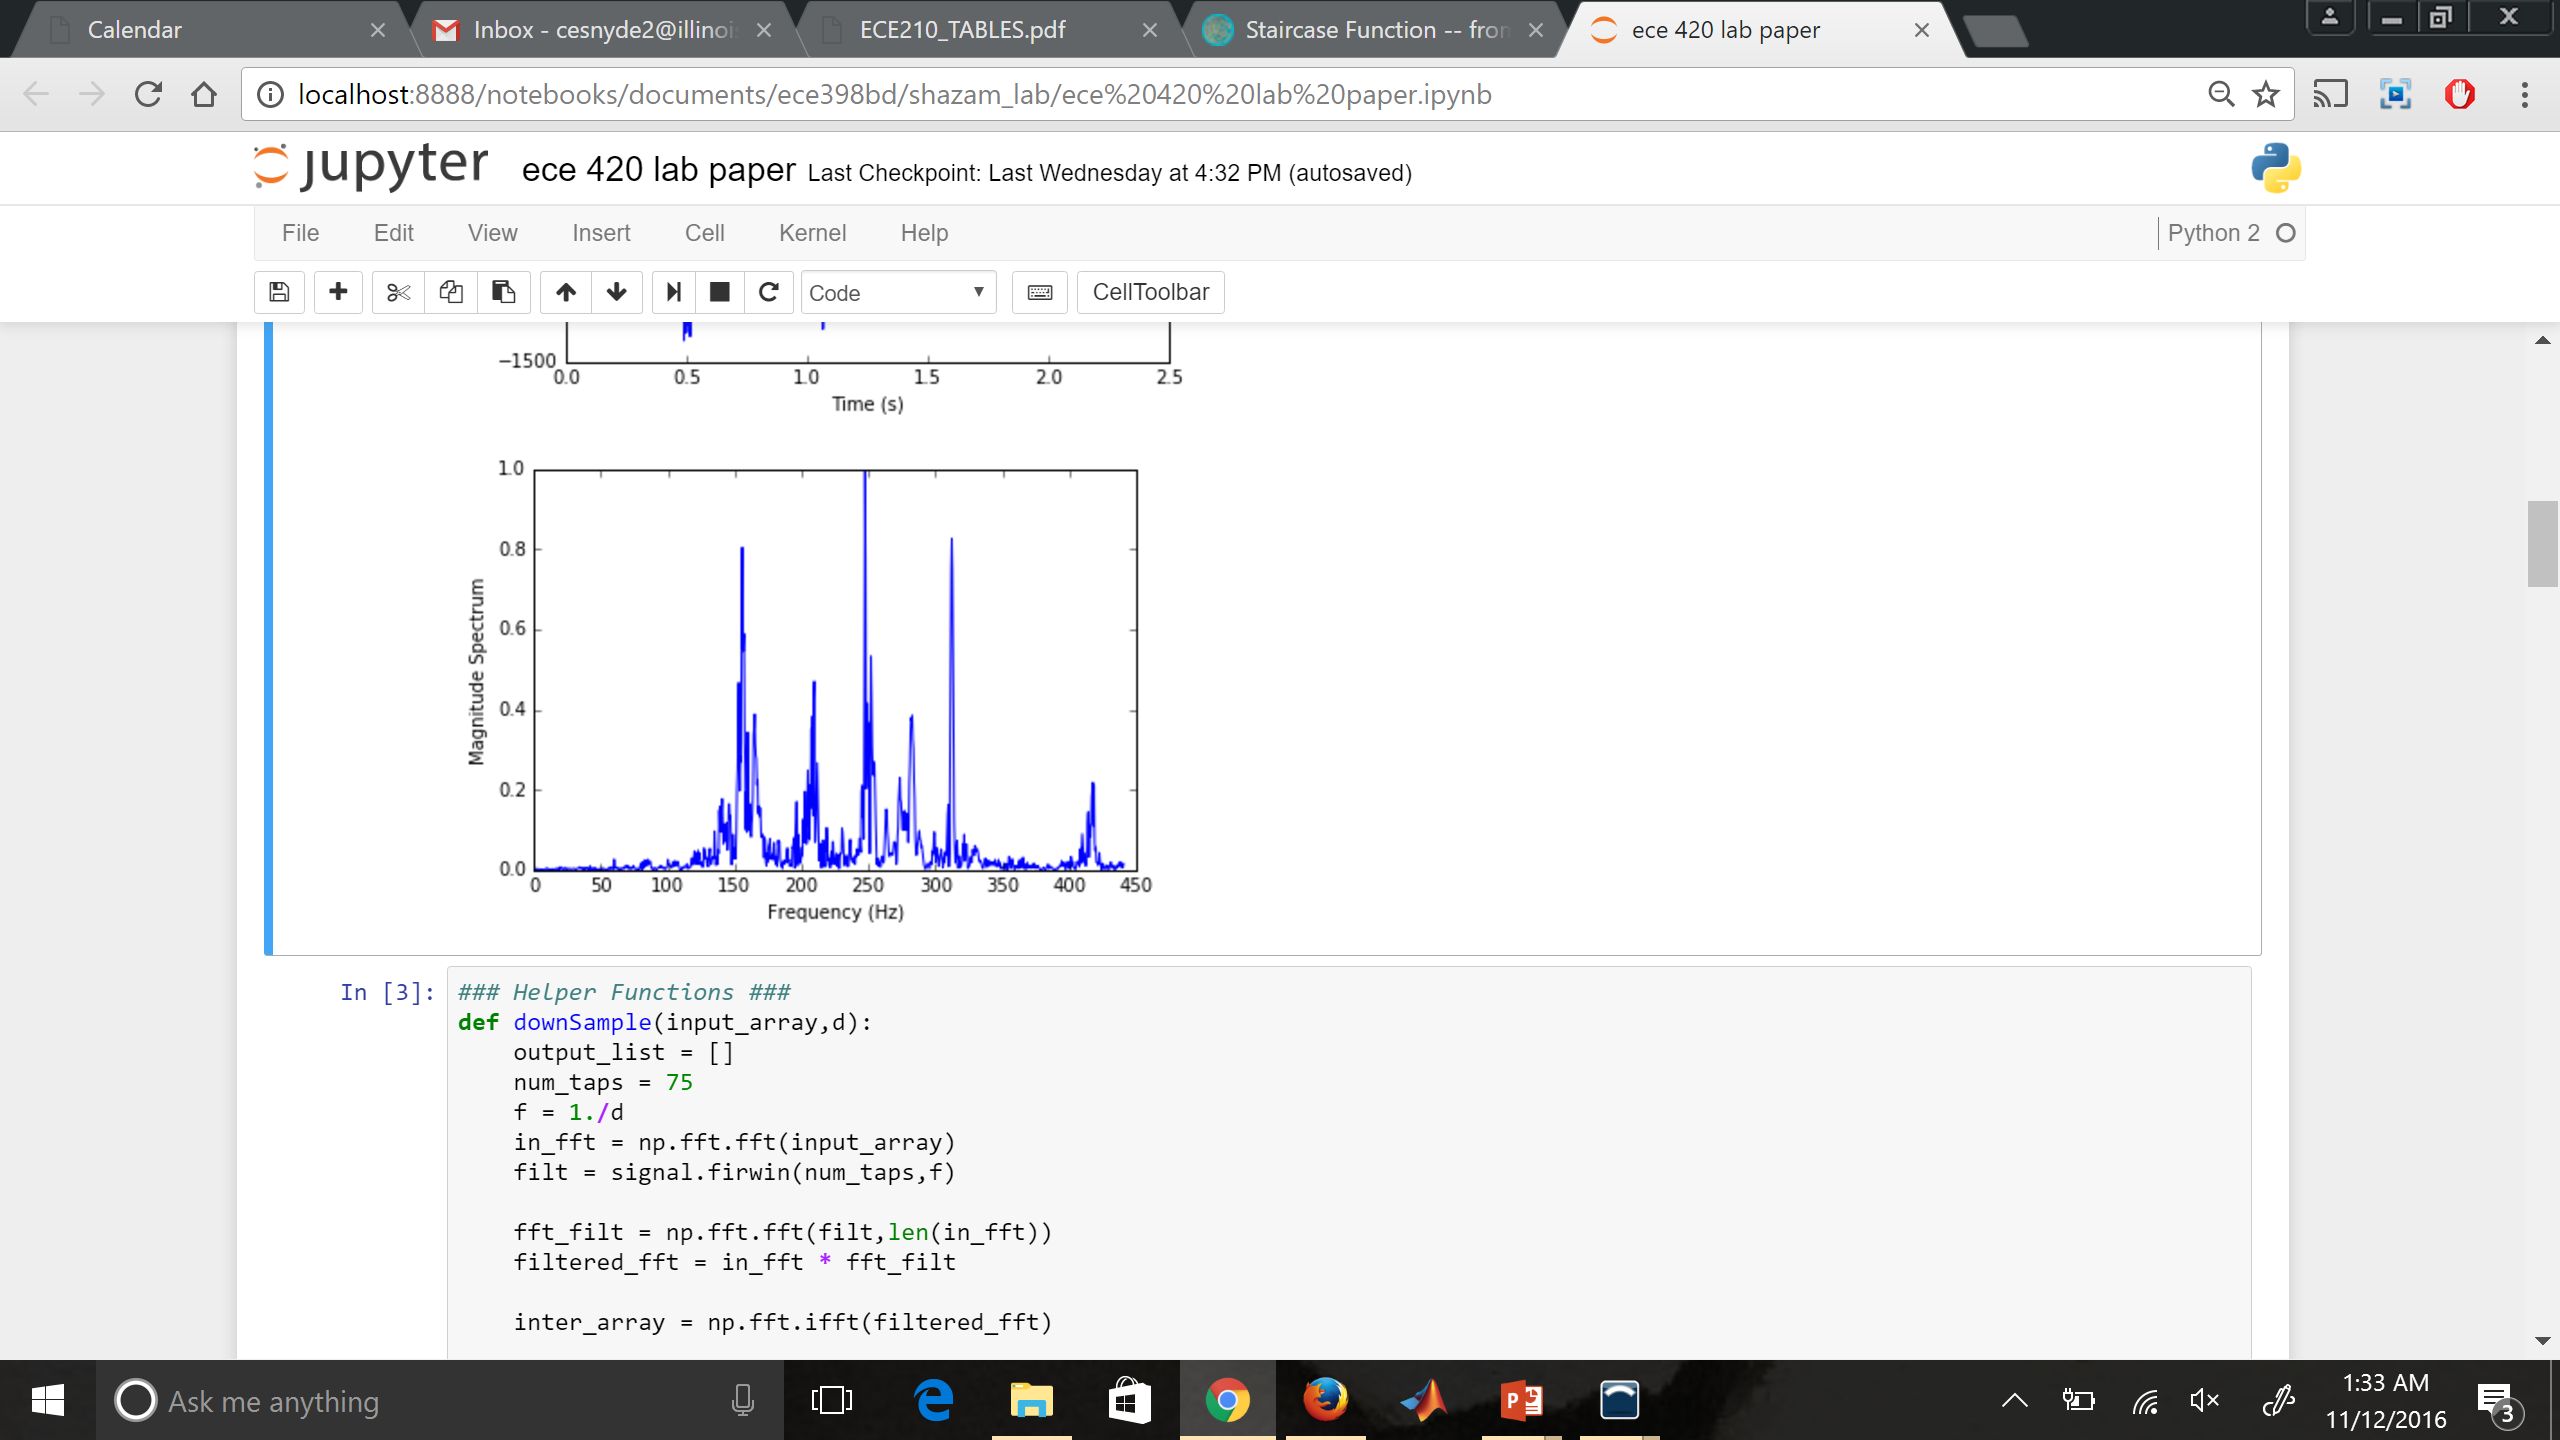 Calendar
Inbox - cesnyde2@illinoi
ECE210_TABLES.pdf
Staircase Function -- from
ece 420 lab paper
localhost:8888/notebooks/documents/ece398bd/shazam_lab/ece%20420%20lab%20paper.ipynb
jupyter ece 420 lab paper Last Checkpoint: Last Wednesday at 4:32 PM (autosaved)
File Edit View Insert Cell Kernel Help Python 2
Code CellToolbar
−1500
0.0 0.5 1.0 1.5 2.0 2.5
Time (s)
1.0
0.8
0.6
0.4
0.2
0.0
Magnitude Spectrum
0 50 100 150 200 250 300 350 400 450
Frequency (Hz)
In [3]: ### Helper Functions ###
def downSample(input_array,d):
    output_list = []
    num_taps = 75
    f = 1./d
    in_fft = np.fft.fft(input_array)
    filt = signal.firwin(num_taps,f)
    fft_filt = np.fft.fft(filt,len(in_fft))
    filtered_fft = in_fft * fft_filt
    inter_array = np.fft.ifft(filtered_fft)
Ask me anything
1:33 AM
11/12/2016
3